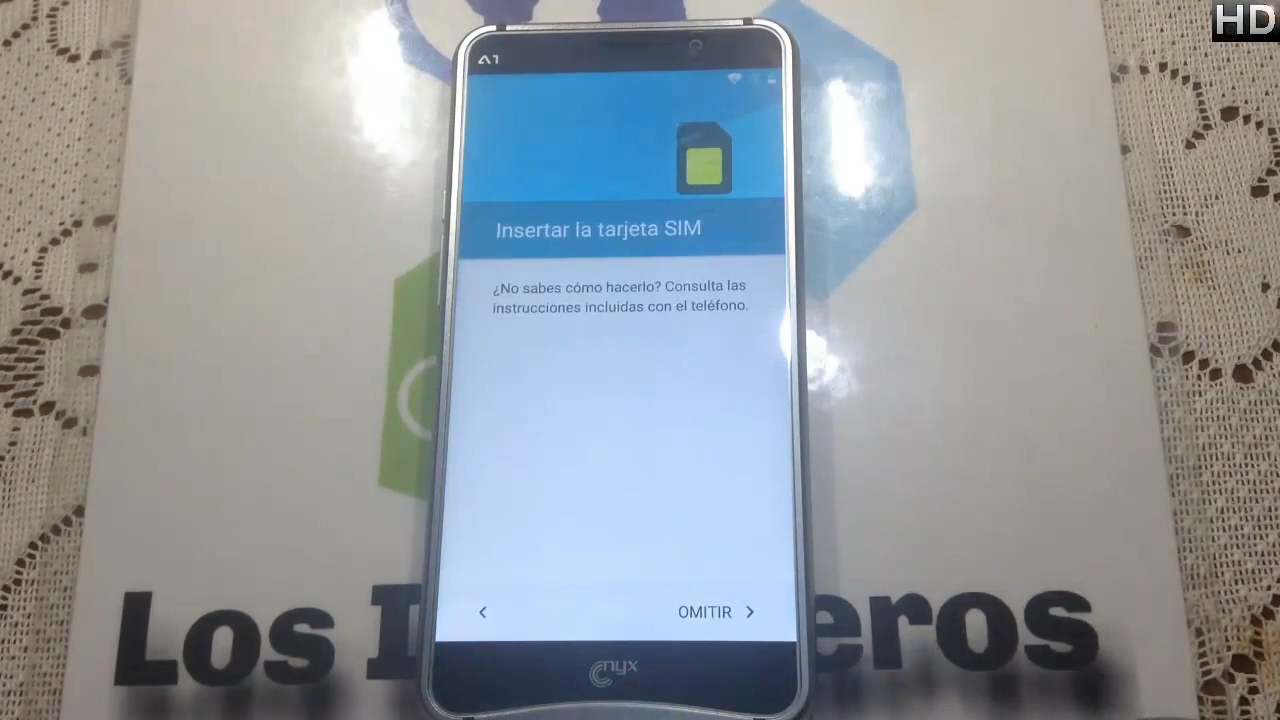 HD
A1
Insertar la tarjeta SIM
¿No sabes cómo hacerlo? Consulta las
instrucciones incluidas con el teléfono.
OMITIR
nyx
Los